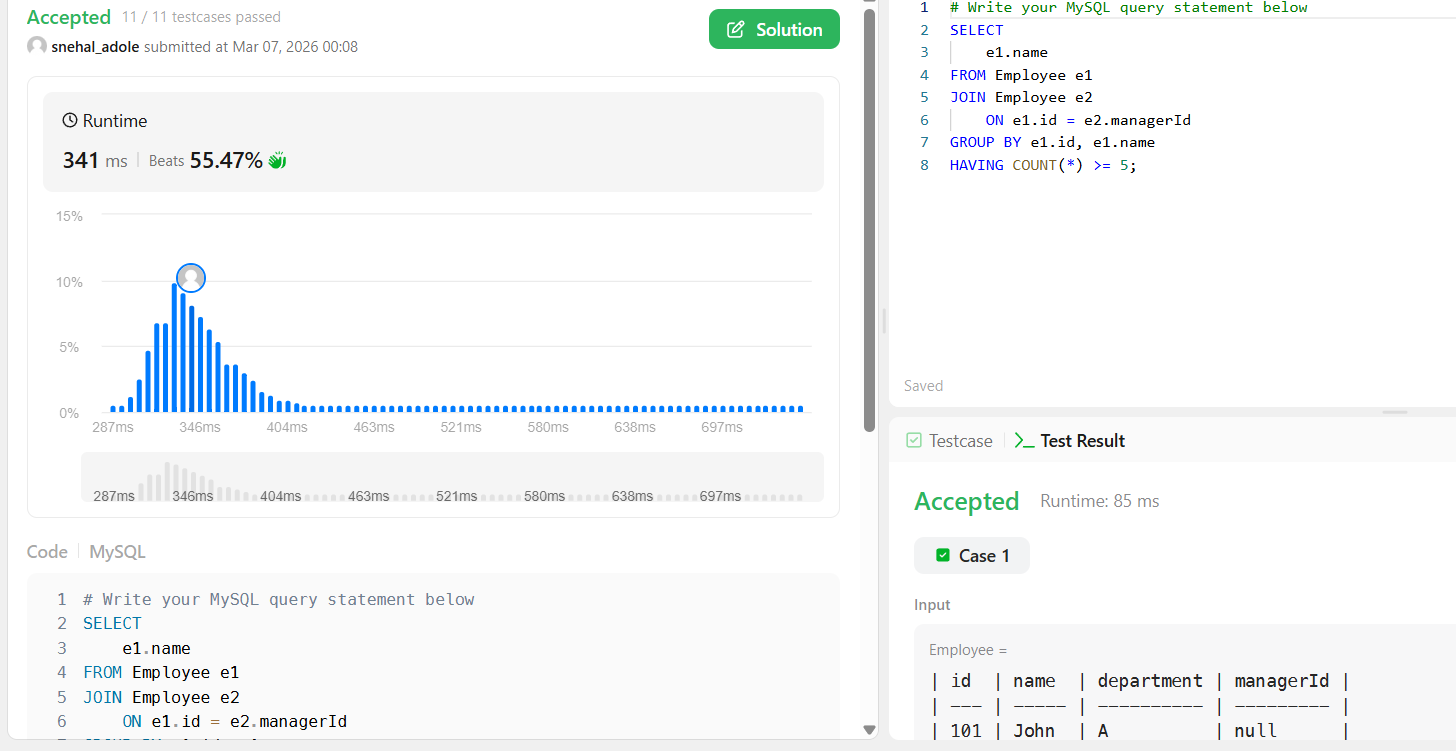 Accepted 11 / 11 testcases passed
snehal_adole submitted at Mar 07, 2026 00:08
Solution
Runtime
341 ms | Beats 55.47%
15%
10%
5%
0%
287ms 346ms 404ms 463ms 521ms 580ms 638ms 697ms
287ms 346ms 404ms 463ms 521ms 580ms 638ms 697ms
Code | MySQL
1 # Write your MySQL query statement below
2 SELECT
3 e1.name
4 FROM Employee e1
5 JOIN Employee e2
6 ON e1.id = e2.managerId
1 # Write your MySQL query statement below
2 SELECT
3 e1.name
4 FROM Employee e1
5 JOIN Employee e2
6 ON e1.id = e2.managerId
7 GROUP BY e1.id, e1.name
8 HAVING COUNT(*) >= 5;
Saved
Testcase | Test Result
Accepted Runtime: 85 ms
Case 1
Input
Employee =
| id | name | department | managerId |
| --- | ----- | ---------- | --------- |
| 101 | John | A | null |